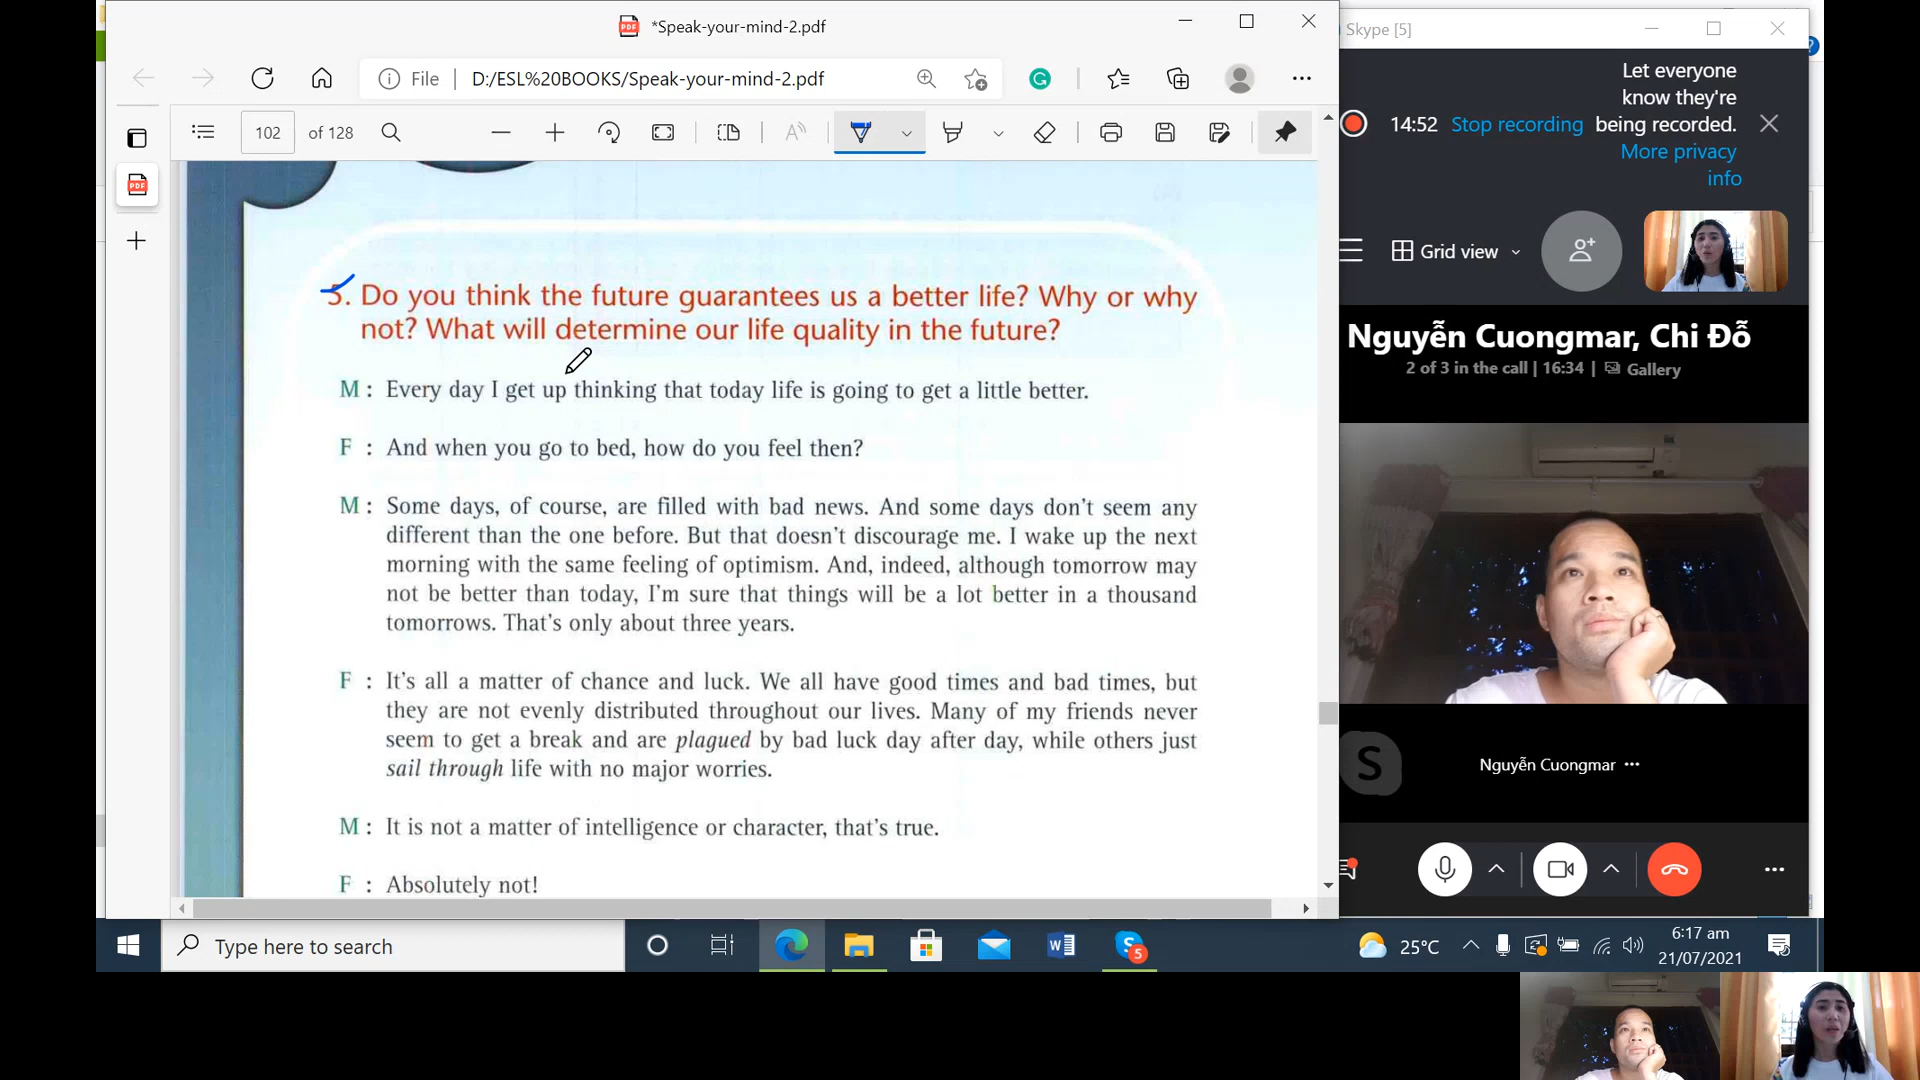 *Speak-your-mind-2.pdf
File
D:/ESL%20BOOKS/Speak-your-mind-2.pdf
102 of 128
5. Do you think the future guarantees us a better life? Why or why
not? What will determine our life quality in the future?
M : Every day I get up thinking that today life is going to get a little better.
F : And when you go to bed, how do you feel then?
M : Some days, of course, are filled with bad news. And some days don't seem any
different than the one before. But that doesn't discourage me. I wake up the next
morning with the same feeling of optimism. And, indeed, although tomorrow may
not be better than today, I'm sure that things will be a lot better in a thousand
tomorrows. That's only about three years.
F : It's all a matter of chance and luck. We all have good times and bad times, but
they are not evenly distributed throughout our lives. Many of my friends never
seem to get a break and are plagued by bad luck day after day, while others just
sail through life with no major worries.
M : It is not a matter of intelligence or character, that's true.
F : Absolutely not!
Skype [5]
14:52 Stop recording
Let everyone
know they're
being recorded.
More privacy
info
Grid view
Nguyễn Cuongmar, Chi Đỗ
2 of 3 in the call | 16:34 | Gallery
S
Nguyễn Cuongmar
Type here to search
25°C
6:17 am
21/07/2021